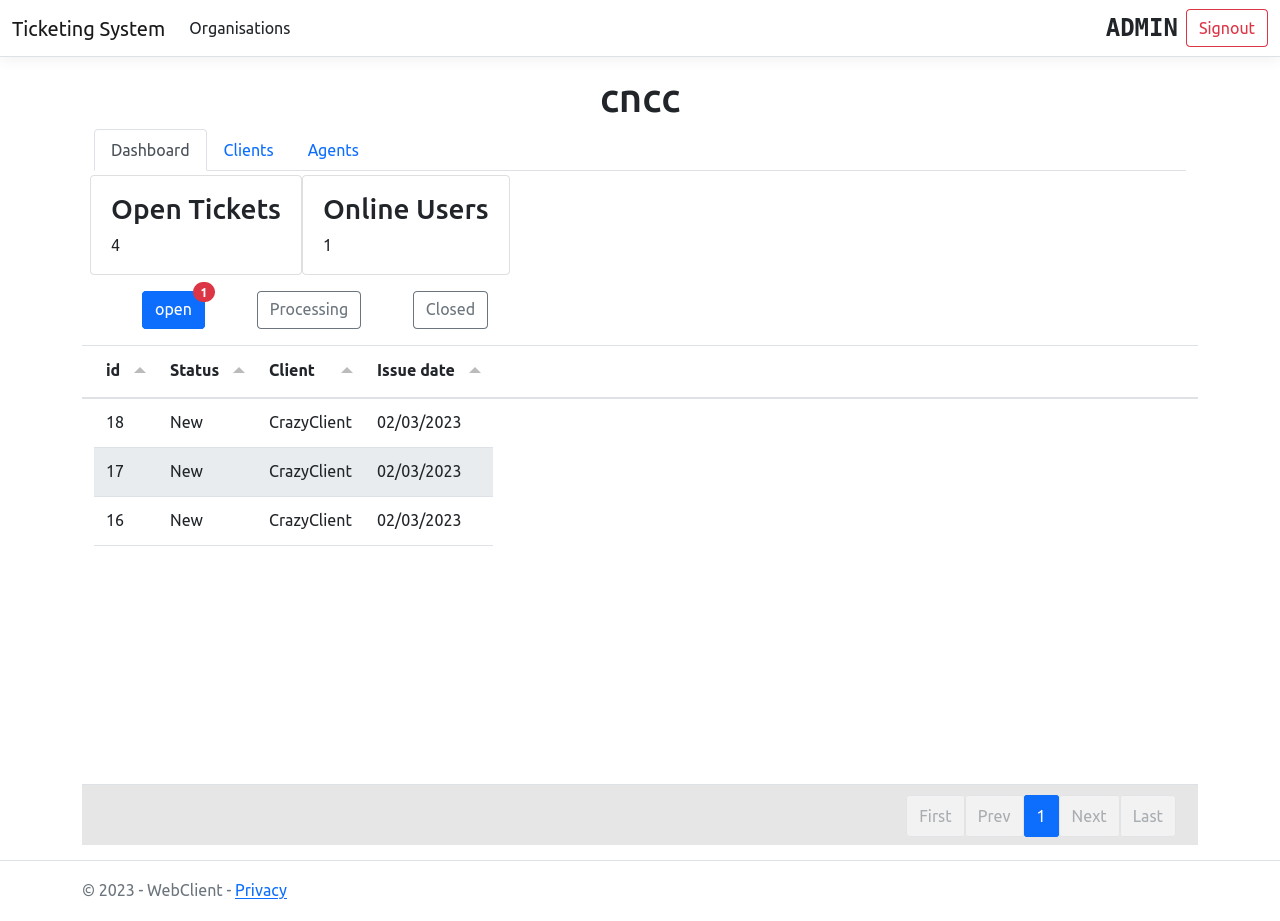 Ticketing System Organisations ADMIN Signout
cncc
Dashboard Clients Agents
Open Tickets Online Users
4 1
open 1 Processing Closed
id Status Client Issue date
18 New CrazyClient 02/03/2023
17 New CrazyClient 02/03/2023
16 New CrazyClient 02/03/2023
First Prev 1 Next Last
© 2023 - WebClient - Privacy